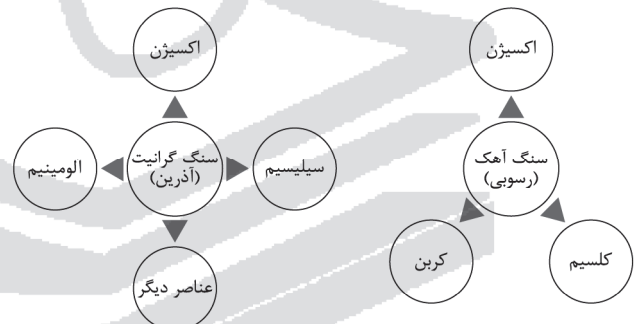 اکسیژن
سنگ آهک
(رسوبی)
کربن
کلسیم
اکسیژن
سنگ گرانیت
(آذرین)
سیلیسیم
الومینیم
عناصر دیگر